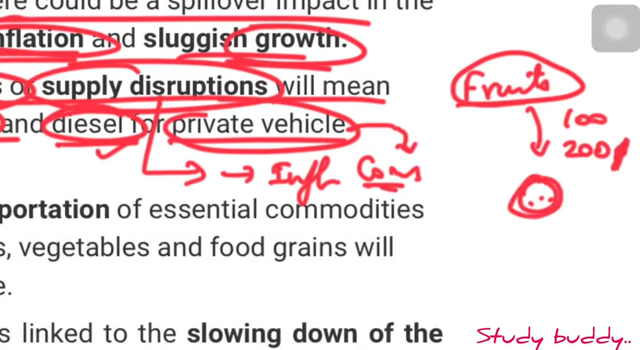 ere could be a spillover impact in the
nflation and sluggish growth.
s or supply disruptions will mean
and diesel for private vehicle
Fruits
100
200/
Infl Com
portation of essential commodities
s, vegetables and food grains will
e.
s linked to the slowing down of the
Study buddy..